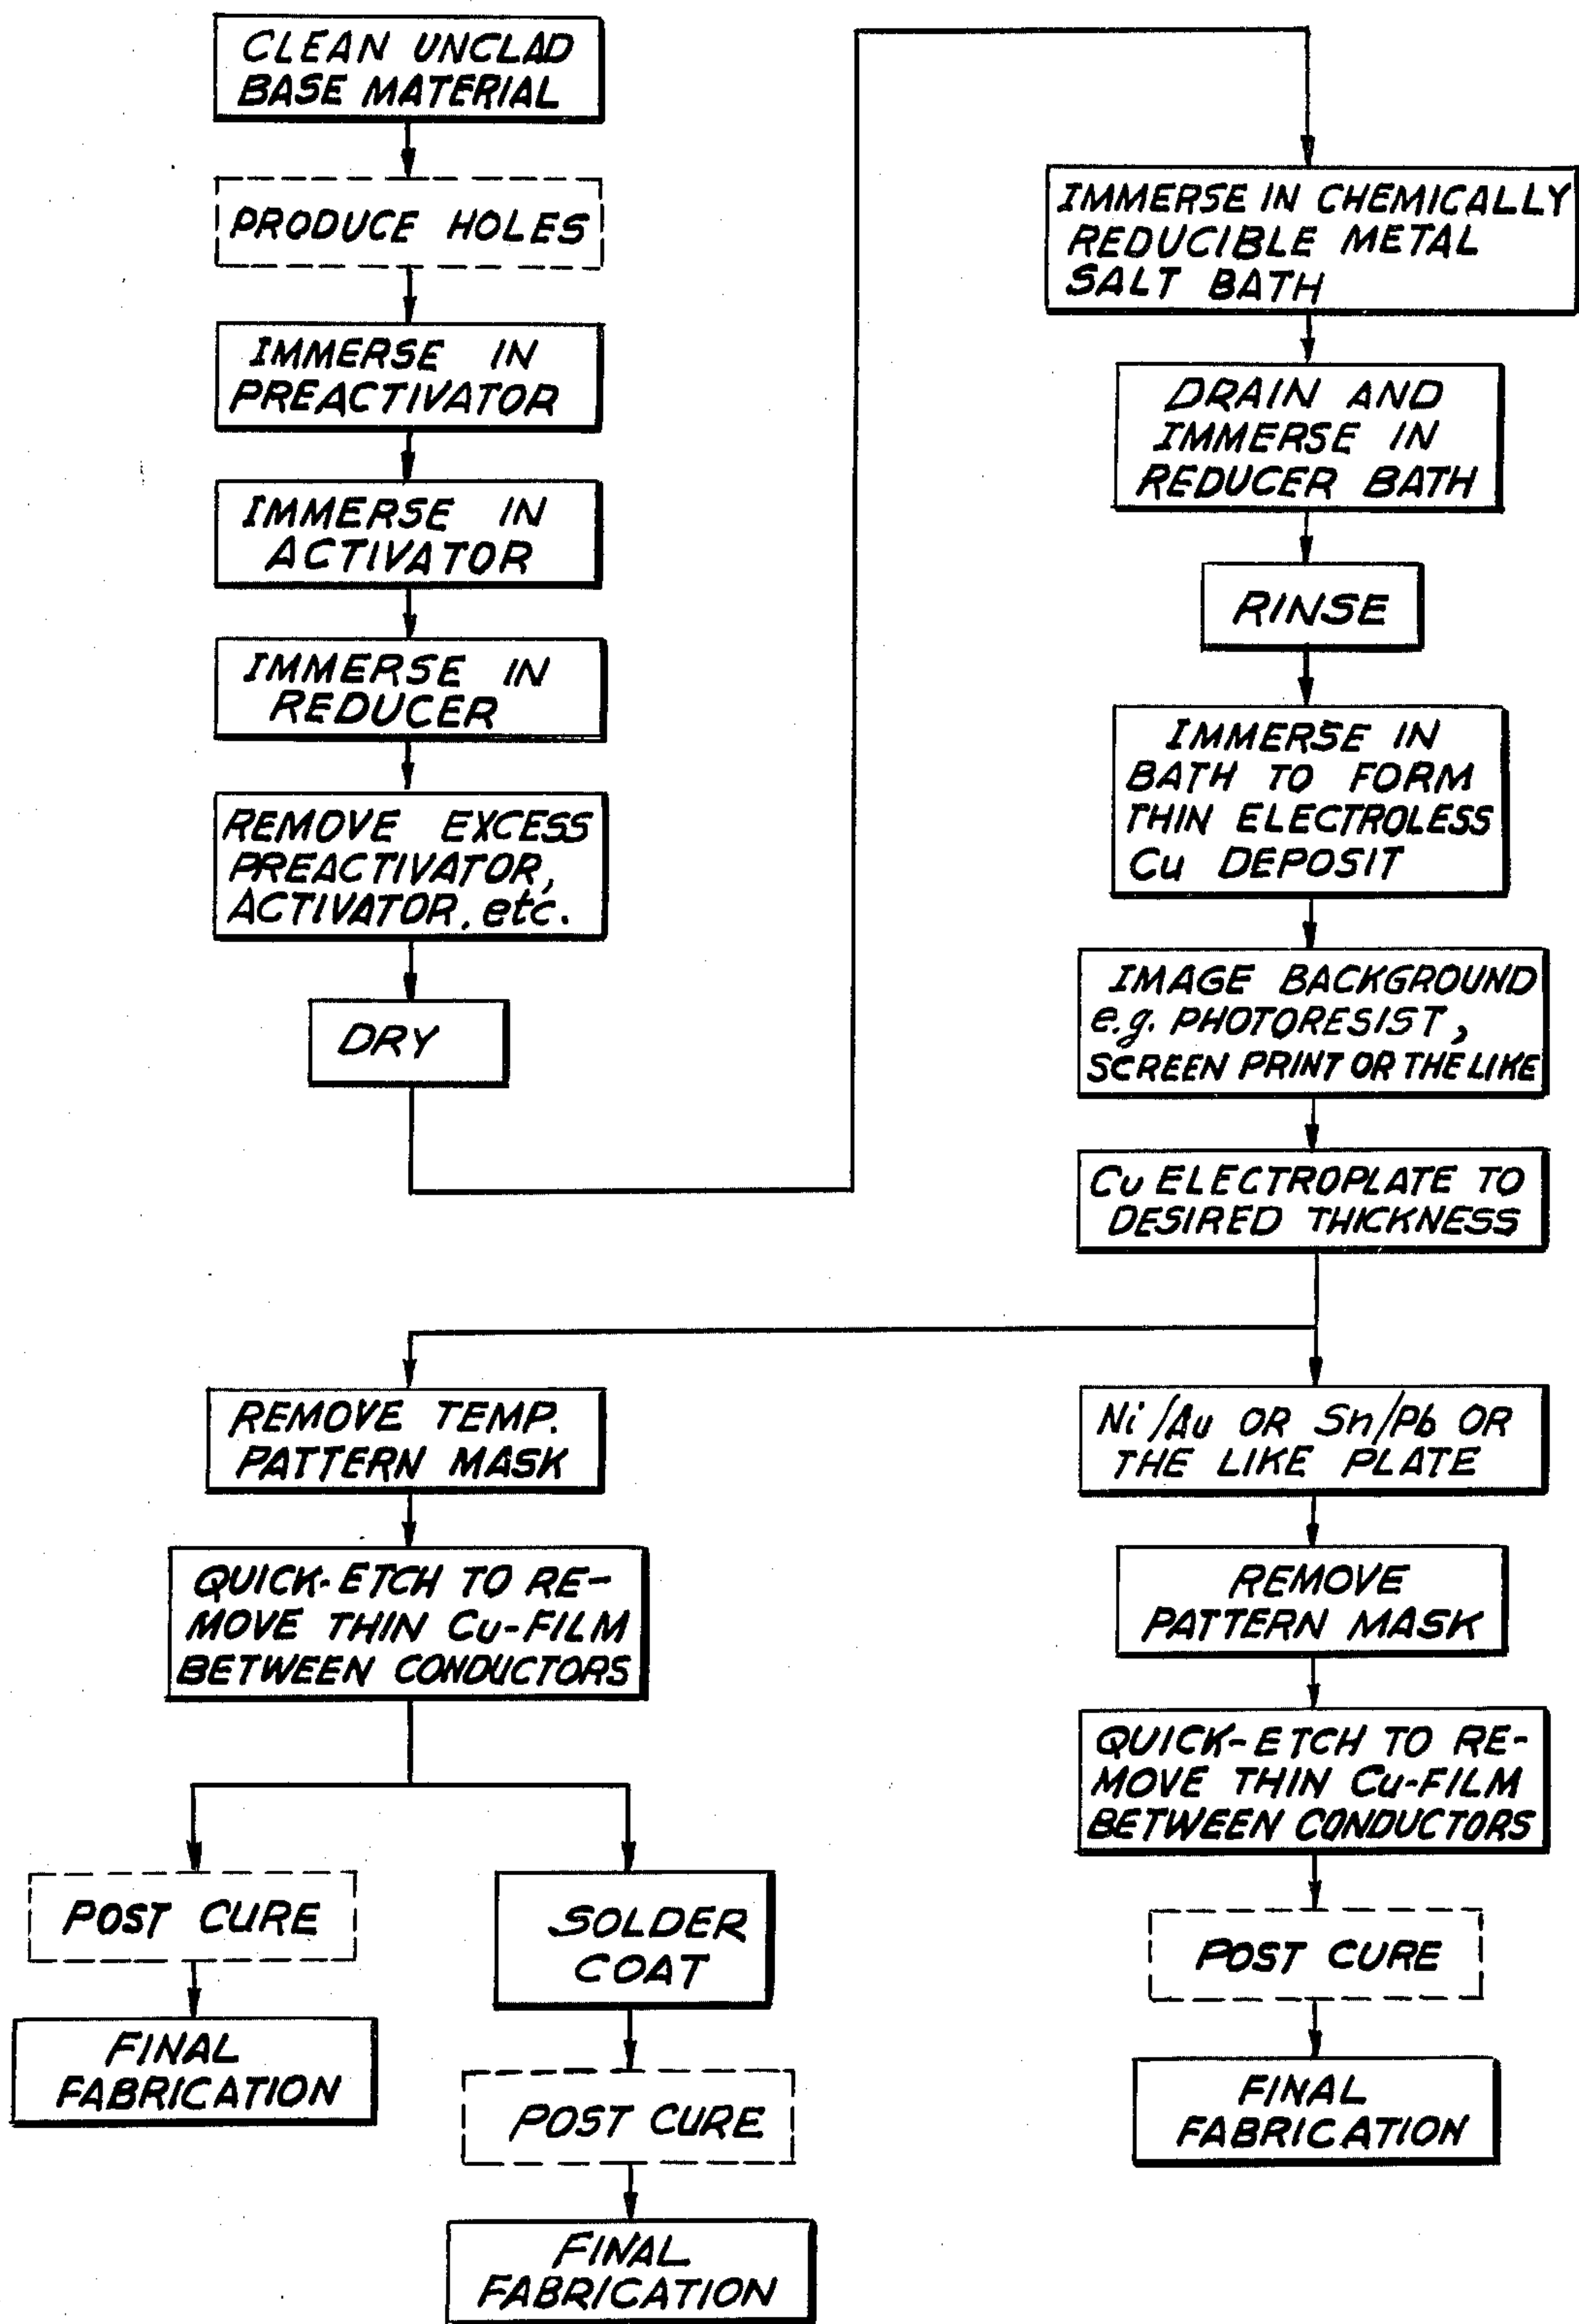 CLEAN UNCLAD
BASE MATERIAL
PRODUCE HOLES
IMMERSE IN
PREACTIVATOR
IMMERSE IN
ACTIVATOR
IMMERSE IN
REDUCER
REMOVE EXCESS
PREACTIVATOR,
ACTIVATOR, etc.
DRY
IMMERSE IN CHEMICALLY
REDUCIBLE METAL
SALT BATH
DRAIN AND
IMMERSE IN
REDUCER BATH
RINSE
IMMERSE IN
BATH TO FORM
THIN ELECTROLESS
Cu DEPOSIT
IMAGE BACKGROUND
e.g. PHOTORESIST,
SCREEN PRINT OR THE LIKE
Cu ELECTROPLATE TO
DESIRED THICKNESS
REMOVE TEMP.
PATTERN MASK
QUICK-ETCH TO RE-
MOVE THIN Cu-FILM
BETWEEN CONDUCTORS
POST CURE
FINAL
FABRICATION
SOLDER
COAT
POST CURE
FINAL
FABRICATION
Ni/Au OR Sn/Pb OR
THE LIKE PLATE
REMOVE
PATTERN MASK
QUICK-ETCH TO RE-
MOVE THIN Cu-FILM
BETWEEN CONDUCTORS
POST CURE
FINAL
FABRICATION